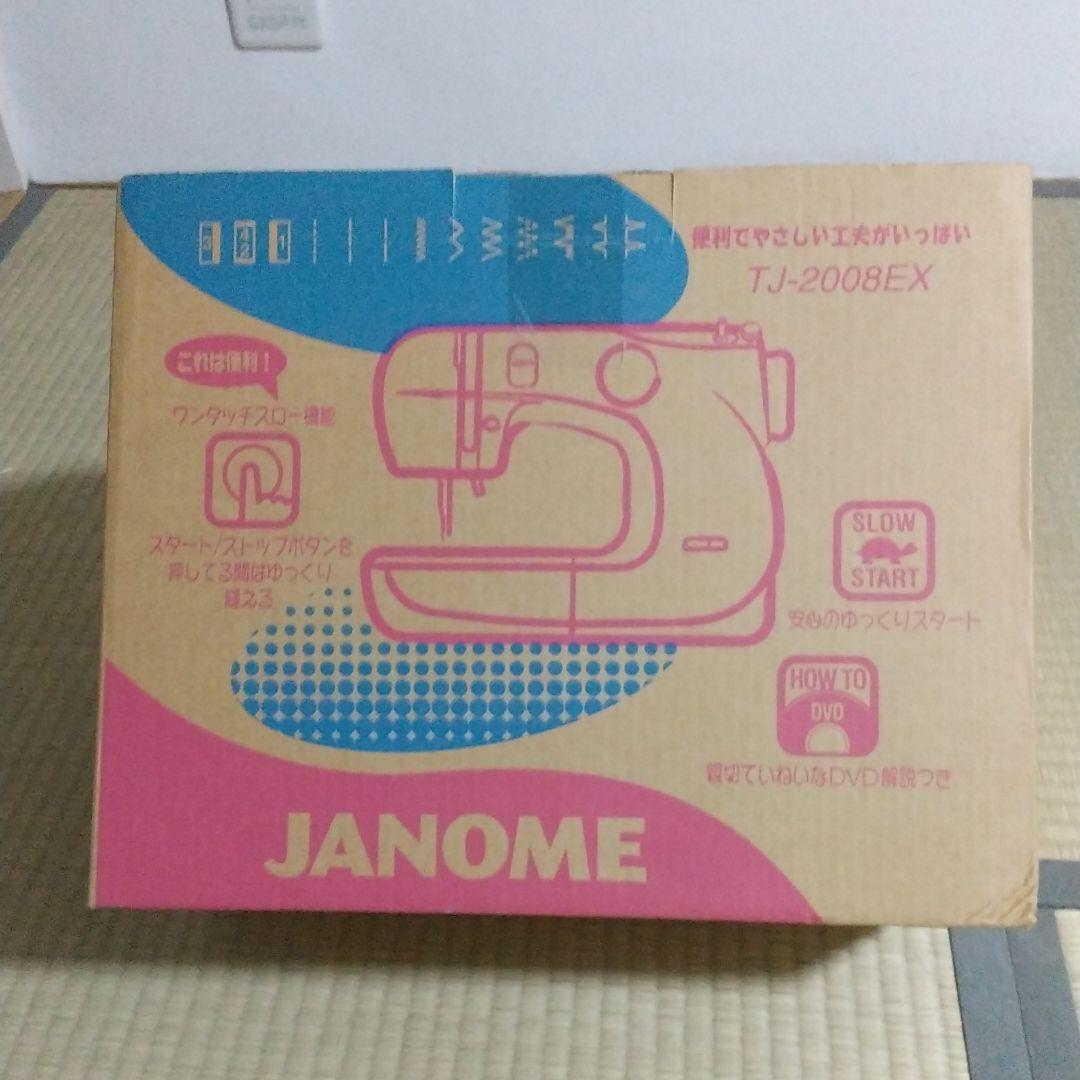 3
4
2
1
便利でやさしい工夫がいっぱい
TJ-2008EX
これは便利！
ワンタッチスロー機能
スタート/ストップボタンを
押してる間はゆっくり
縫える
SLOW
START
安心のゆっくりスタート
HOW TO
DVD
親切ていねいなDVD解説つき
JANOME